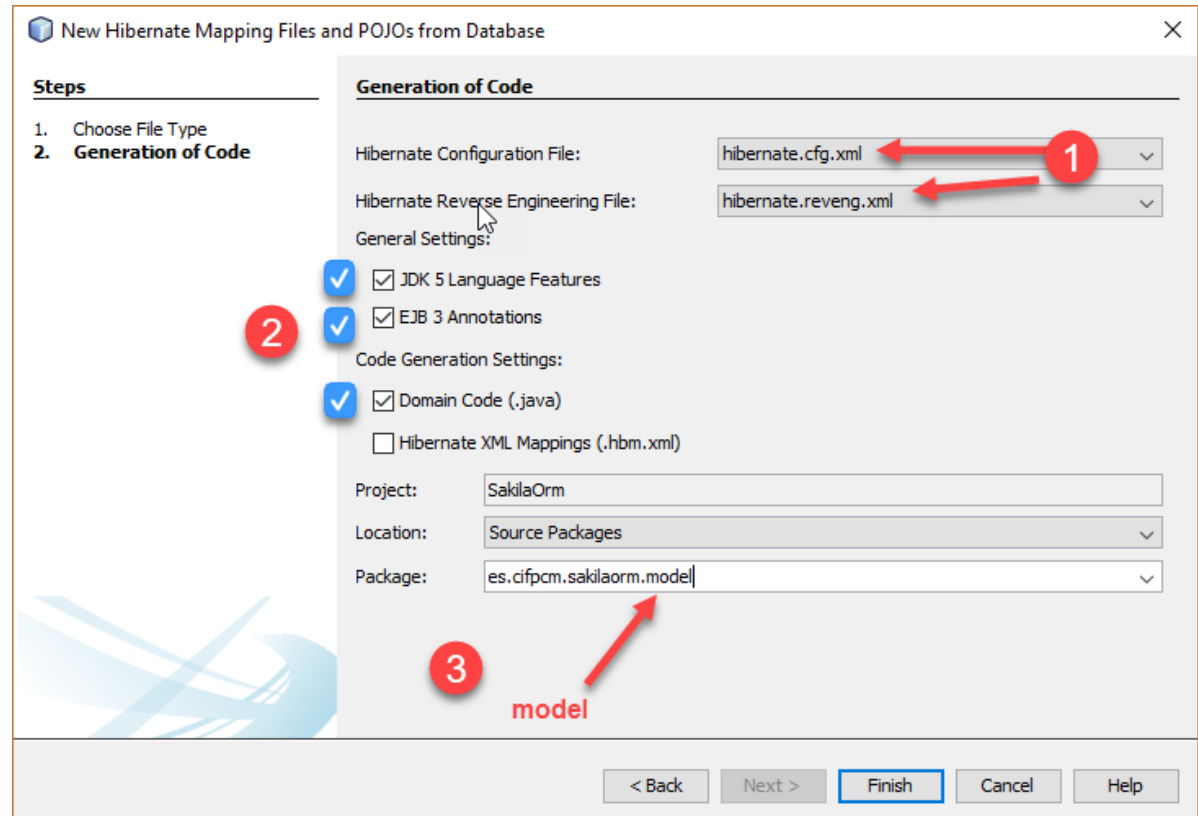 New Hibernate Mapping Files and POJOs from Database
Steps
1. Choose File Type
2. Generation of Code
Generation of Code
Hibernate Configuration File: hibernate.cfg.xml
1
Hibernate Reverse Engineering File: hibernate.reveng.xml
General Settings:
JDK 5 Language Features
2
EJB 3 Annotations
Code Generation Settings:
Domain Code (.java)
Hibernate XML Mappings (.hbm.xml)
Project: SakilaOrm
Location: Source Packages
Package: es.cifpcm.sakilaorm.model
3
model
< Back Next > Finish Cancel Help